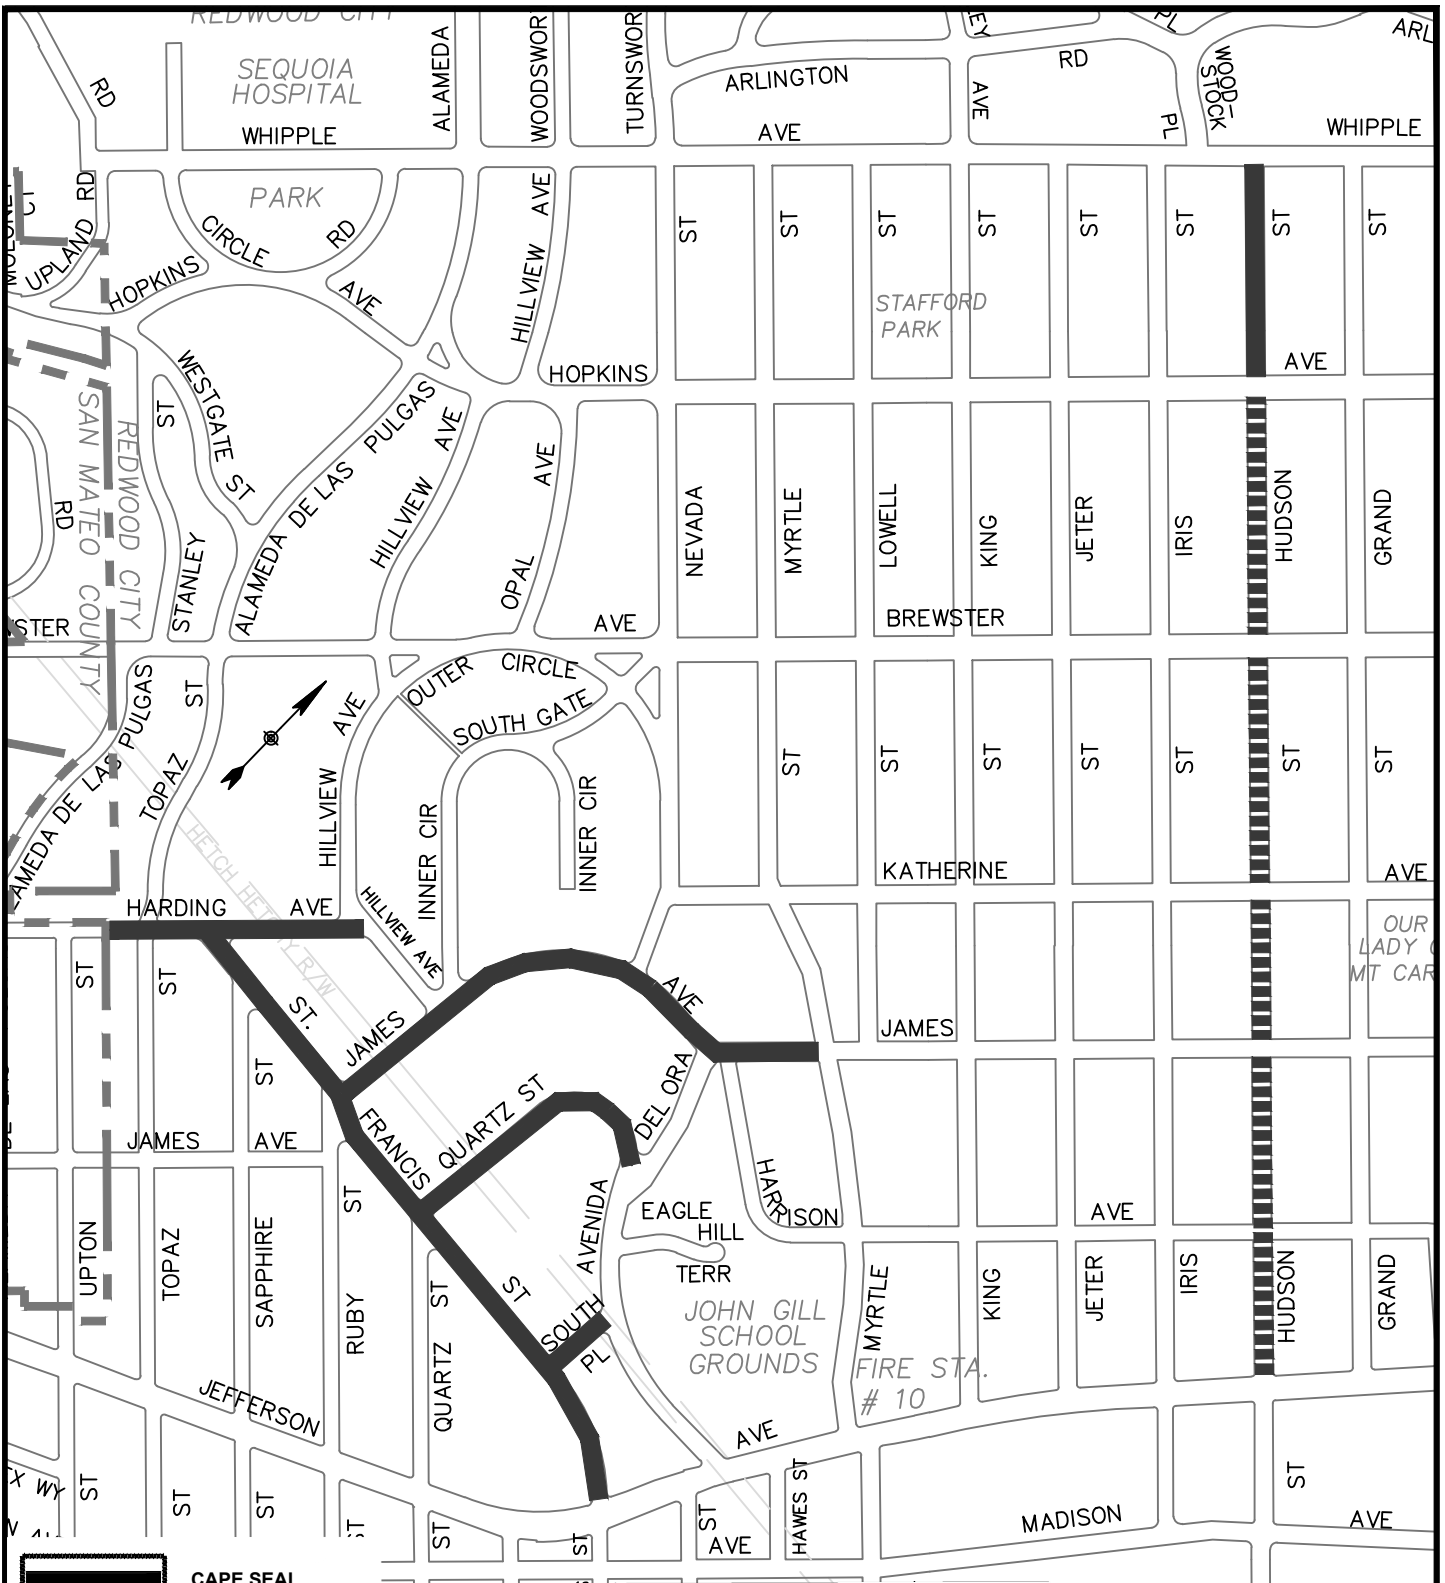 REDWOOD CITY
SEQUOIA
HOSPITAL
RD
ALAMEDA
WOODSWOR
TURNSWOR
ARLINGTON
RD
EY
AVE
PL
WOOD-
STOCK
ARL
WHIPPLE
AVE
PL
WHIPPLE
PARK
RD
UPLAND
CIRCLE
RD
HOPKINS
AVE
AVE
HILLVIEW
CT
ST
ST
ST
ST
ST
ST
ST
ST
STAFFORD
PARK
HOPKINS
AVE
WESTGATE
ST
ST
ALAMEDA DE LAS PULGAS
AVE
HILLVIEW
AVE
OPAL
STANLEY
REDWOOD CITY
SAN MATEO COUNTY
RD
NEVADA
MYRTLE
LOWELL
KING
JETER
IRIS
HUDSON
GRAND
WSTER
AVE
BREWSTER
OUTER
CIRCLE
SOUTH GATE
PULGAS
ALAMEDA DE LAS
ST
TOPAZ
AVE
HILLVIEW
INNER CIR
INNER CIR
ST
ST
ST
ST
ST
ST
ST
KATHERINE
AVE
HETCH HETCHY R/W
HARDING
AVE
HILLVIEW AVE
OUR
LADY
MT CAR
ST
ST
ST.
JAMES
AVE
JAMES
ST
JAMES
AVE
FRANCIS
QUARTZ ST
DEL ORA
AVENIDA
HARRISON
EAGLE
HILL
TERR
AVE
UPTON
TOPAZ
SAPPHIRE
ST
RUBY
ST
QUARTZ
ST
SOUTH
PL
JOHN GILL
SCHOOL
GROUNDS
MYRTLE
KING
JETER
IRIS
HUDSON
GRAND
FIRE STA.
# 10
JEFFERSON
AVE
WY
ST
ST
ST
ST
ST
ST
ST
AVE
HAWES ST
MADISON
ST
AVE
CAPE SEAL